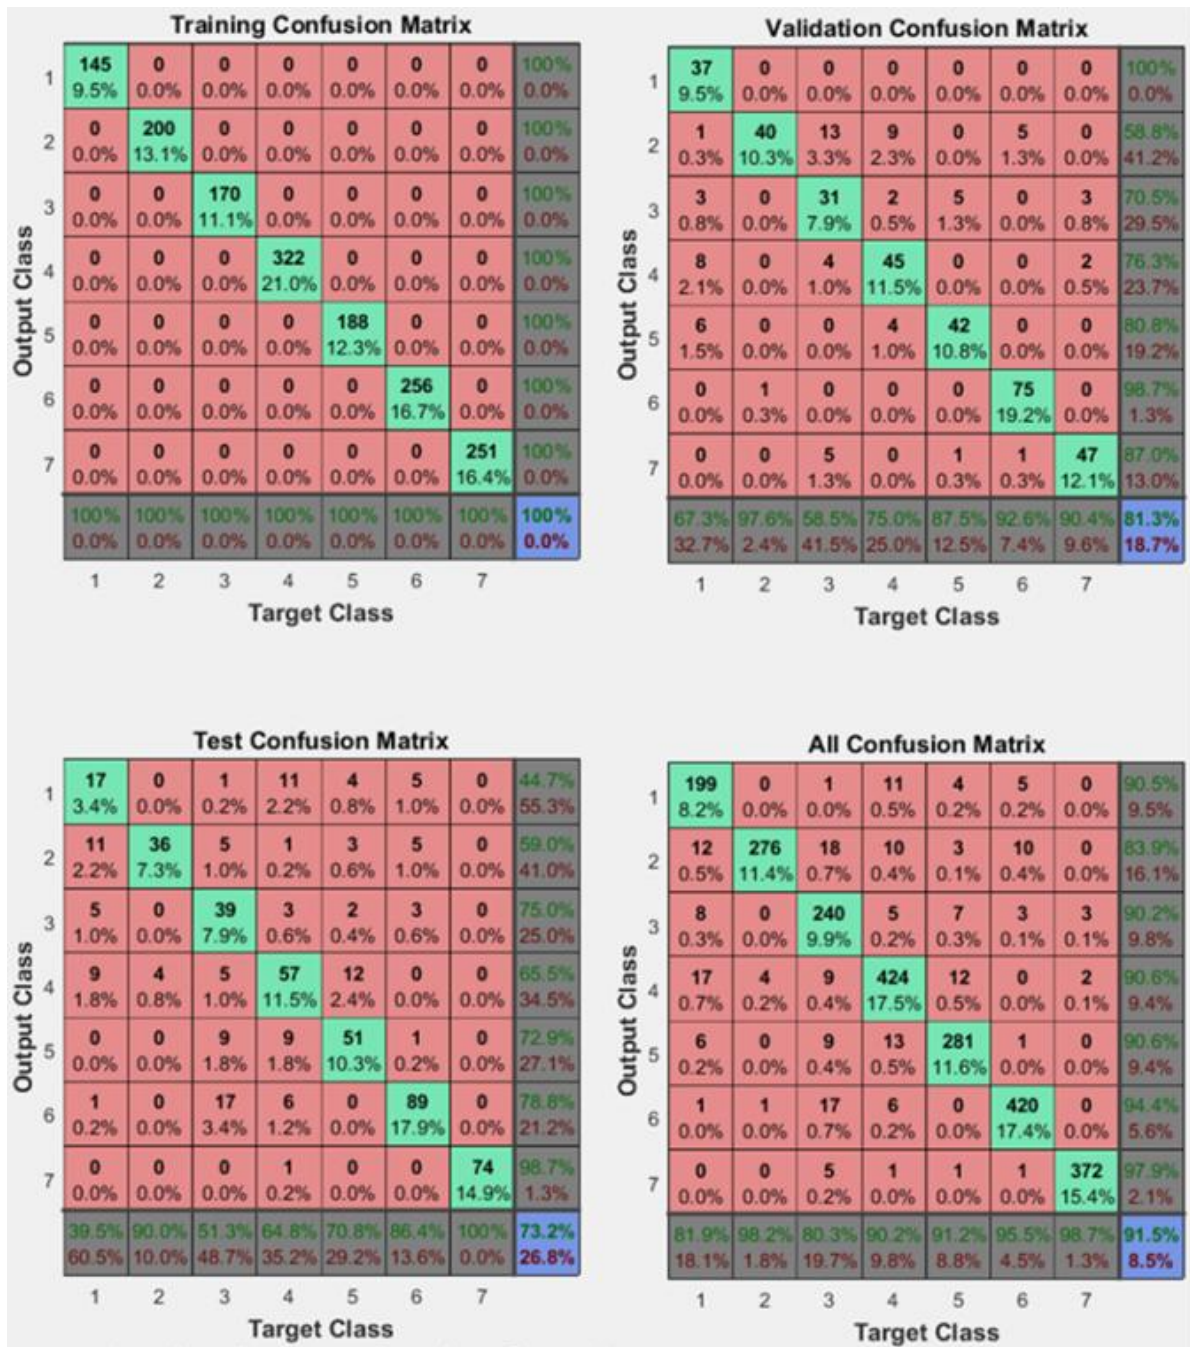 Training Confusion Matrix
1 145 0 0 0 0 0 0 100%
9.5% 0.0% 0.0% 0.0% 0.0% 0.0% 0.0% 0.0%
2 0 200 0 0 0 0 0 100%
0.0% 13.1% 0.0% 0.0% 0.0% 0.0% 0.0% 0.0%
3 0 0 170 0 0 0 0 100%
0.0% 0.0% 11.1% 0.0% 0.0% 0.0% 0.0% 0.0%
4 0 0 0 322 0 0 0 100%
0.0% 0.0% 0.0% 21.0% 0.0% 0.0% 0.0% 0.0%
5 0 0 0 0 188 0 0 100%
0.0% 0.0% 0.0% 0.0% 12.3% 0.0% 0.0% 0.0%
6 0 0 0 0 0 256 0 100%
0.0% 0.0% 0.0% 0.0% 0.0% 16.7% 0.0% 0.0%
7 0 0 0 0 0 0 251 100%
0.0% 0.0% 0.0% 0.0% 0.0% 0.0% 16.4% 0.0%
100% 100% 100% 100% 100% 100% 100% 100%
0.0% 0.0% 0.0% 0.0% 0.0% 0.0% 0.0% 0.0%
1 2 3 4 5 6 7
Target Class
Output Class
Validation Confusion Matrix
1 37 0 0 0 0 0 0 100%
9.5% 0.0% 0.0% 0.0% 0.0% 0.0% 0.0% 0.0%
2 1 40 13 9 0 5 0 58.8%
0.3% 10.3% 3.3% 2.3% 0.0% 1.3% 0.0% 41.2%
3 3 0 31 2 5 0 3 70.5%
0.8% 0.0% 7.9% 0.5% 1.3% 0.0% 0.8% 29.5%
4 8 0 4 45 0 0 2 76.3%
2.1% 0.0% 1.0% 11.5% 0.0% 0.0% 0.5% 23.7%
5 6 0 0 4 42 0 0 80.8%
1.5% 0.0% 0.0% 1.0% 10.8% 0.0% 0.0% 19.2%
6 0 1 0 0 0 75 0 98.7%
0.0% 0.3% 0.0% 0.0% 0.0% 19.2% 0.0% 1.3%
7 0 0 5 0 1 1 47 87.0%
0.0% 0.0% 1.3% 0.0% 0.3% 0.3% 12.1% 13.0%
67.3% 97.6% 58.5% 75.0% 87.5% 92.6% 90.4% 81.3%
32.7% 2.4% 41.5% 25.0% 12.5% 7.4% 9.6% 18.7%
1 2 3 4 5 6 7
Target Class
Output Class
Test Confusion Matrix
1 17 0 1 11 4 5 0 44.7%
3.4% 0.0% 0.2% 2.2% 0.8% 1.0% 0.0% 55.3%
2 11 36 5 1 3 5 0 59.0%
2.2% 7.3% 1.0% 0.2% 0.6% 1.0% 0.0% 41.0%
3 5 0 39 3 2 3 0 75.0%
1.0% 0.0% 7.9% 0.6% 0.4% 0.6% 0.0% 25.0%
4 9 4 5 57 12 0 0 65.5%
1.8% 0.8% 1.0% 11.5% 2.4% 0.0% 0.0% 34.5%
5 0 0 9 9 51 1 0 72.9%
0.0% 0.0% 1.8% 1.8% 10.3% 0.2% 0.0% 27.1%
6 1 0 17 6 0 89 0 78.8%
0.2% 0.0% 3.4% 1.2% 0.0% 17.9% 0.0% 21.2%
7 0 0 0 1 0 0 74 98.7%
0.0% 0.0% 0.0% 0.2% 0.0% 0.0% 14.9% 1.3%
39.5% 90.0% 51.3% 64.8% 70.8% 86.4% 100% 73.2%
60.5% 10.0% 48.7% 35.2% 29.2% 13.6% 0.0% 26.8%
1 2 3 4 5 6 7
Target Class
Output Class
All Confusion Matrix
1 199 0 1 11 4 5 0 90.5%
8.2% 0.0% 0.0% 0.5% 0.2% 0.2% 0.0% 9.5%
2 12 276 18 10 3 10 0 83.9%
0.5% 11.4% 0.7% 0.4% 0.1% 0.4% 0.0% 16.1%
3 8 0 240 5 7 3 3 90.2%
0.3% 0.0% 9.9% 0.2% 0.3% 0.1% 0.1% 9.8%
4 17 4 9 424 12 0 2 90.6%
0.7% 0.2% 0.4% 17.5% 0.5% 0.0% 0.1% 9.4%
5 6 0 9 13 281 1 0 90.6%
0.2% 0.0% 0.4% 0.5% 11.6% 0.0% 0.0% 9.4%
6 1 1 17 6 0 420 0 94.4%
0.0% 0.0% 0.7% 0.2% 0.0% 17.4% 0.0% 5.6%
7 0 0 5 1 1 1 372 97.9%
0.0% 0.0% 0.2% 0.0% 0.0% 0.0% 15.4% 2.1%
81.9% 98.2% 80.3% 90.2% 91.2% 95.5% 98.7% 91.5%
18.1% 1.8% 19.7% 9.8% 8.8% 4.5% 1.3% 8.5%
1 2 3 4 5 6 7
Target Class
Output Class